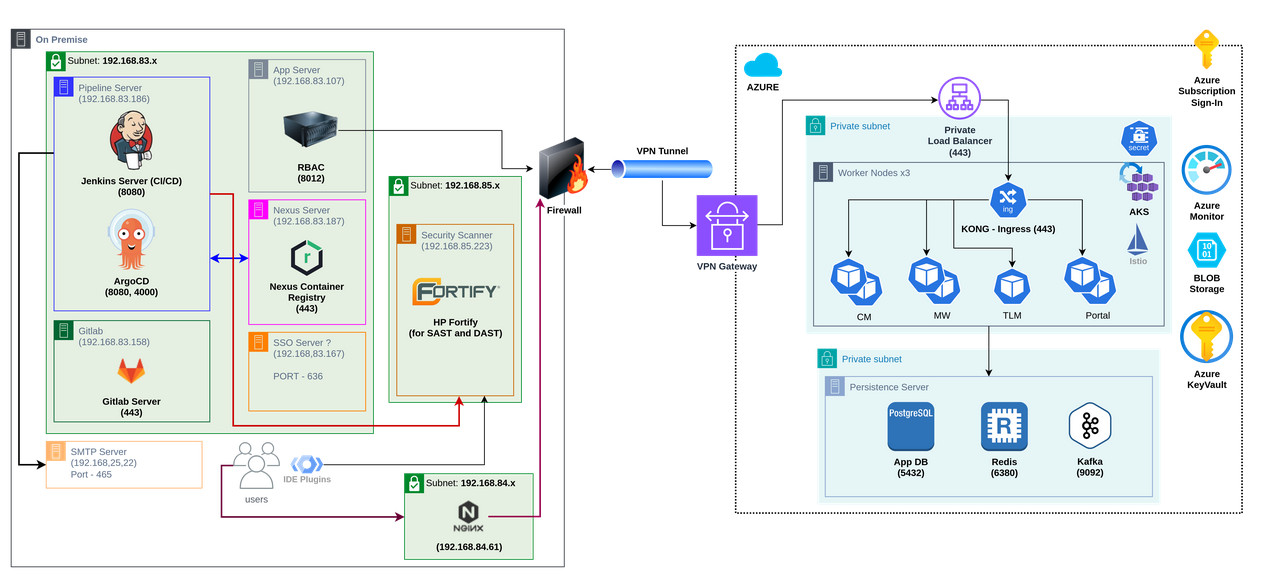 On Premise
Subnet: 192.168.83.x
Pipeline Server
(192.168.83.186)
Jenkins Server (CI/CD)
(8080)
ArgoCD
(8080, 4000)
Gitlab
(192.168.83.158)
Gitlab Server
(443)
App Server
(192.168.83.107)
RBAC
(8012)
Nexus Server
(192.168.83.187)
r
Nexus Container
Registry
(443)
SSO Server ?
(192.168,83.167)
PORT - 636
SMTP Server
(192.168,25,22)
Port - 465
users
IDE Plugins
Subnet: 192.168.85.x
Security Scanner
(192.168.85.223)
FORTIFY
HP Fortify
(for SAST and DAST)
Subnet: 192.168.84.x
NGINX
(192.168.84.61)
Firewall
VPN Tunnel
VPN Gateway
AZURE
Private
Load Balancer
(443)
Private subnet
secret
Worker Nodes x3
AKS
ing
KONG - Ingress (443)
Istio
CM
MW
TLM
Portal
Private subnet
Persistence Server
PostgreSQL
App DB
(5432)
R
Redis
(6380)
Kafka
(9092)
Azure
Subscription
Sign-In
Azure
Monitor
10
01
BLOB
Storage
Azure
KeyVault